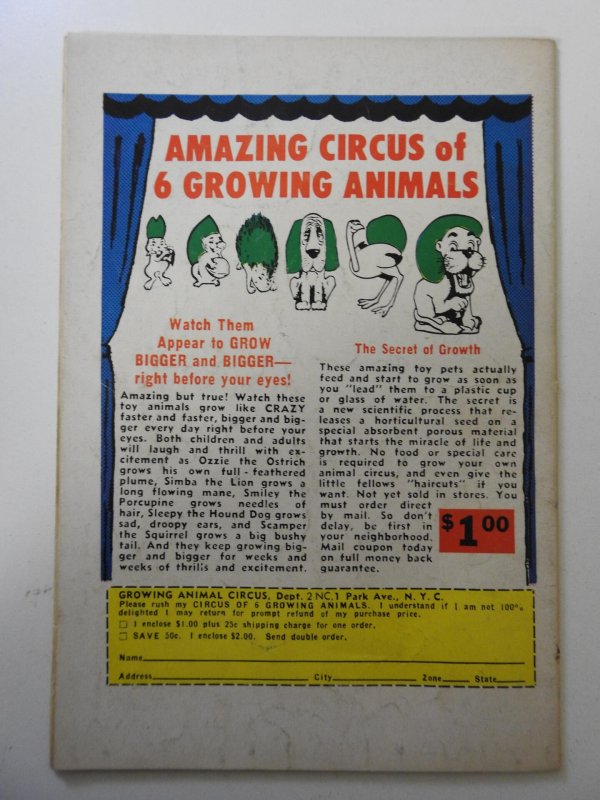 AMAZING CIRCUS of
6 GROWING ANIMALS
Watch Them
Appear to GROW
BIGGER and BIGGER—
right before your eyes!
Amazing but true! Watch these
toy animals grow like CRAZY
faster and faster, bigger and big-
ger every day right before your
eyes. Both children and adults
will laugh and thrill with ex-
citement as Ozzie the Ostrich
grows his own full - feathered
plume, Simba the Lion grows a
long flowing mane, Smiley the
Porcupine grows needles of
hair, Sleepy the Hound Dog grows
sad, droopy ears, and Scamper
the Squirrel grows a big bushy
tail. And they keep growing big-
ger and bigger for weeks and
weeks of thrills and excitement.
The Secret of Growth
These amazing toy pets actually
feed and start to grow as soon as
you "lead" them to a plastic cup
or glass of water. The secret is
a new scientific process that re-
leases a horticultural seed on a
special absorbent porous material
that starts the miracle of life and
growth. No food or special care
is required to grow your own
animal circus, and even give the
little fellows "haircuts" if you
want. Not yet sold in stores. You
must order direct
by mail. So don't
delay, be first in
your neighborhood.
Mail coupon today
on full money back
guarantee.
$1.00
GROWING ANIMAL CIRCUS, Dept. 2NC, 1 Park Ave., N. Y. C.
Please rush my CIRCUS OF 6 GROWING ANIMALS. I understand if I am not 100%
delighted I may return for prompt refund of my purchase price.
I enclose $1.00 plus 25c shipping charge for one order.
SAVE 50c. I enclose $2.00. Send double order.
Name
Address City Zone State